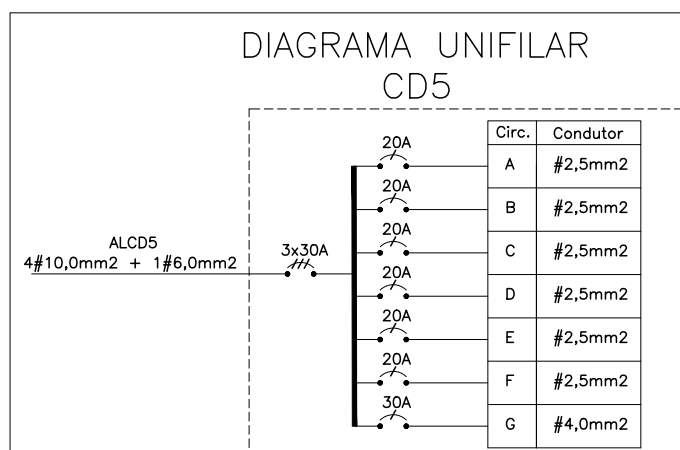 DIAGRAMA UNIFILAR
CD5
Circ. Condutor
20A A #2,5mm2
20A B #2,5mm2
ALCD5
4#10,0mm2 + 1#6,0mm2
3x30A
20A C #2,5mm2
20A D #2,5mm2
20A E #2,5mm2
20A F #2,5mm2
30A G #4,0mm2